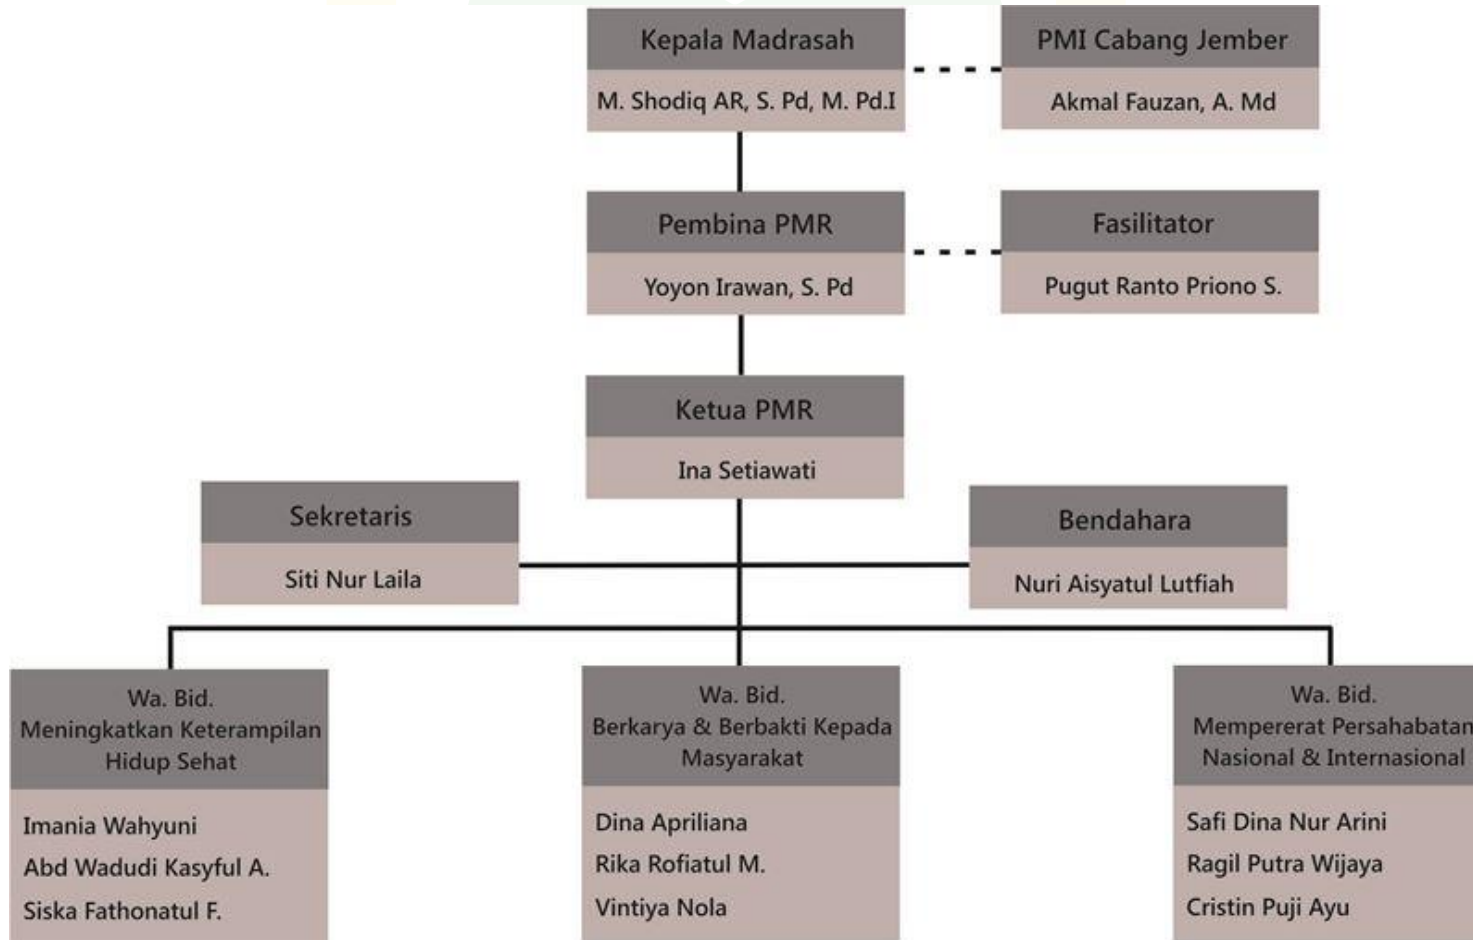 Kepala Madrasah
M. Shodiq AR, S. Pd, M. Pd.I
PMI Cabang Jember
Akmal Fauzan, A. Md
Pembina PMR
Yoyon Irawan, S. Pd
Fasilitator
Pugut Ranto Priono S.
Ketua PMR
Ina Setiawati
Sekretaris
Siti Nur Laila
Bendahara
Nuri Aisyatul Lutfiah
Wa. Bid.
Meningkatkan Keterampilan
Hidup Sehat
Imania Wahyuni
Abd Wadudi Kasyful A.
Siska Fathonatul F.
Wa. Bid.
Berkarya & Berbakti Kepada
Masyarakat
Dina Apriliana
Rika Rofiatul M.
Vintiya Nola
Wa. Bid.
Mempererat Persahabatan
Nasional & Internasional
Safi Dina Nur Arini
Ragil Putra Wijaya
Cristin Puji Ayu